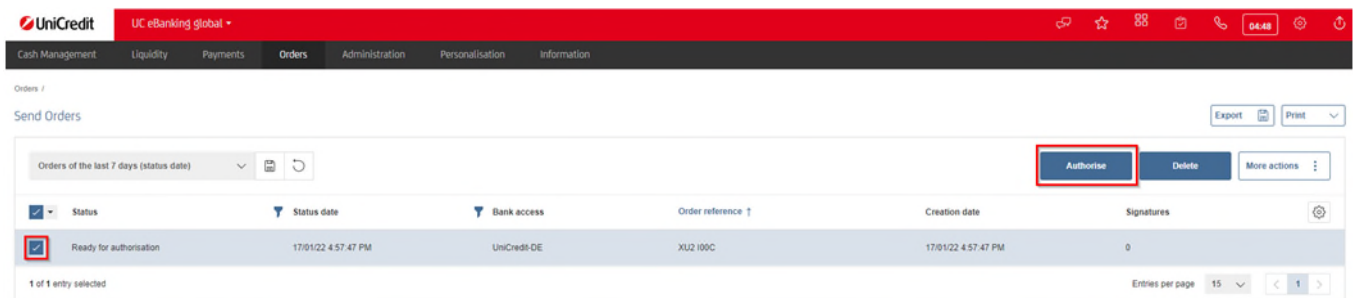 UniCredit UC eBanking global 04:48
Cash Management Liquidity Payments Orders Administration Personalisation Information
Orders /
Send Orders Export Print
Orders of the last 7 days (status date) Authorise Delete More actions
Status Status date Bank access Order reference ↑ Creation date Signatures
Ready for authorisation 17/01/22 4:57:47 PM UniCredit-DE XU2 I00C 17/01/22 4:57:47 PM 0
1 of 1 entry selected Entries per page 15 < 1 >